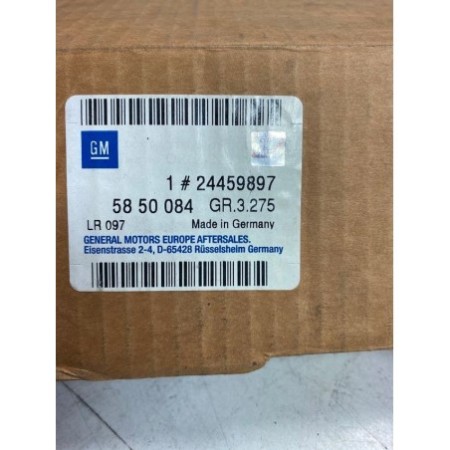 GM
1 # 24459897
58 50 084 GR.3.275
LR 097 Made in Germany
GENERAL MOTORS EUROPE AFTERSALES.
Eisenstrasse 2-4, D-65428 Rüsselsheim Germany